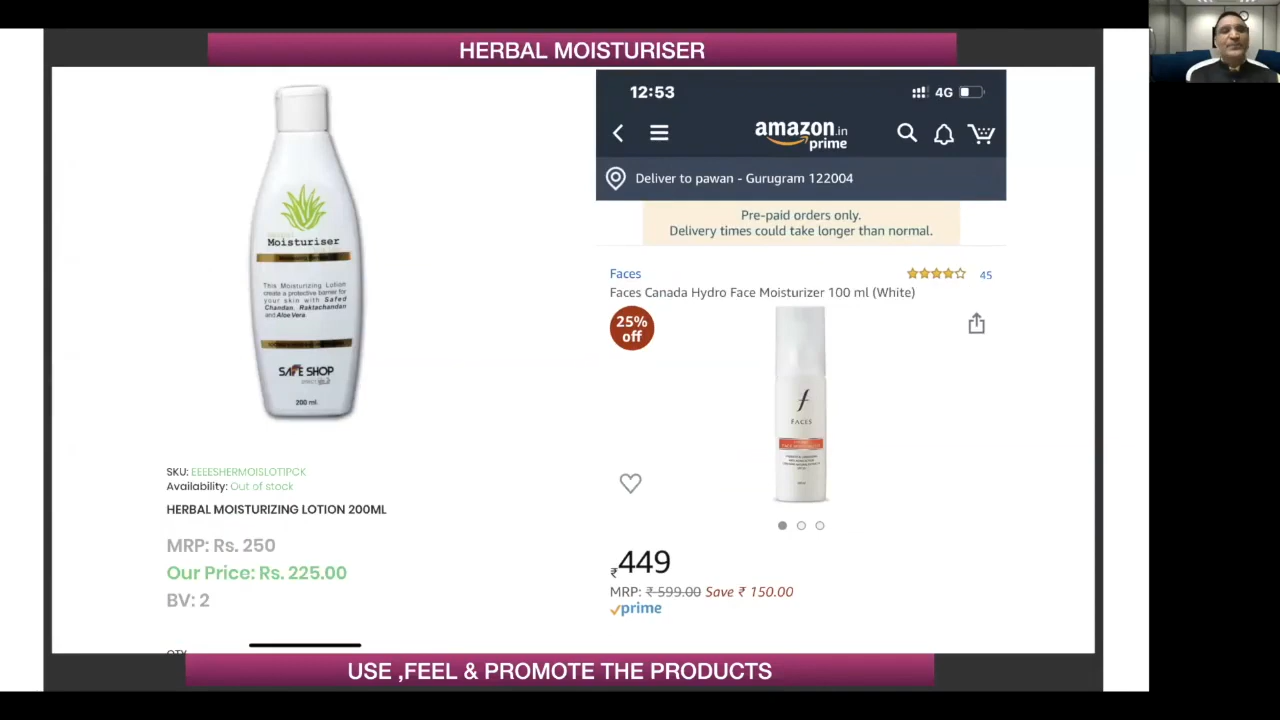 HERBAL MOISTURISER
Moisturiser
This Moisturizing Lotion
create a protective barrier for
your skin with Safed
Chandan, Raktachandan
and Aloe Vera.
SAFE SHOP
200 ml.
SKU: EEEESHERMOISLOT1PCK
Availability: Out of stock
HERBAL MOISTURIZING LOTION 200ML
MRP: Rs. 250
Our Price: Rs. 225.00
BV: 2
QTY
12:53
4G
amazon.in
prime
Deliver to pawan - Gurugram 122004
Pre-paid orders only.
Delivery times could take longer than normal.
Faces
45
Faces Canada Hydro Face Moisturizer 100 ml (White)
25%
off
f
FACES
₹449
MRP: ₹ 599.00 Save ₹ 150.00
prime
USE ,FEEL & PROMOTE THE PRODUCTS